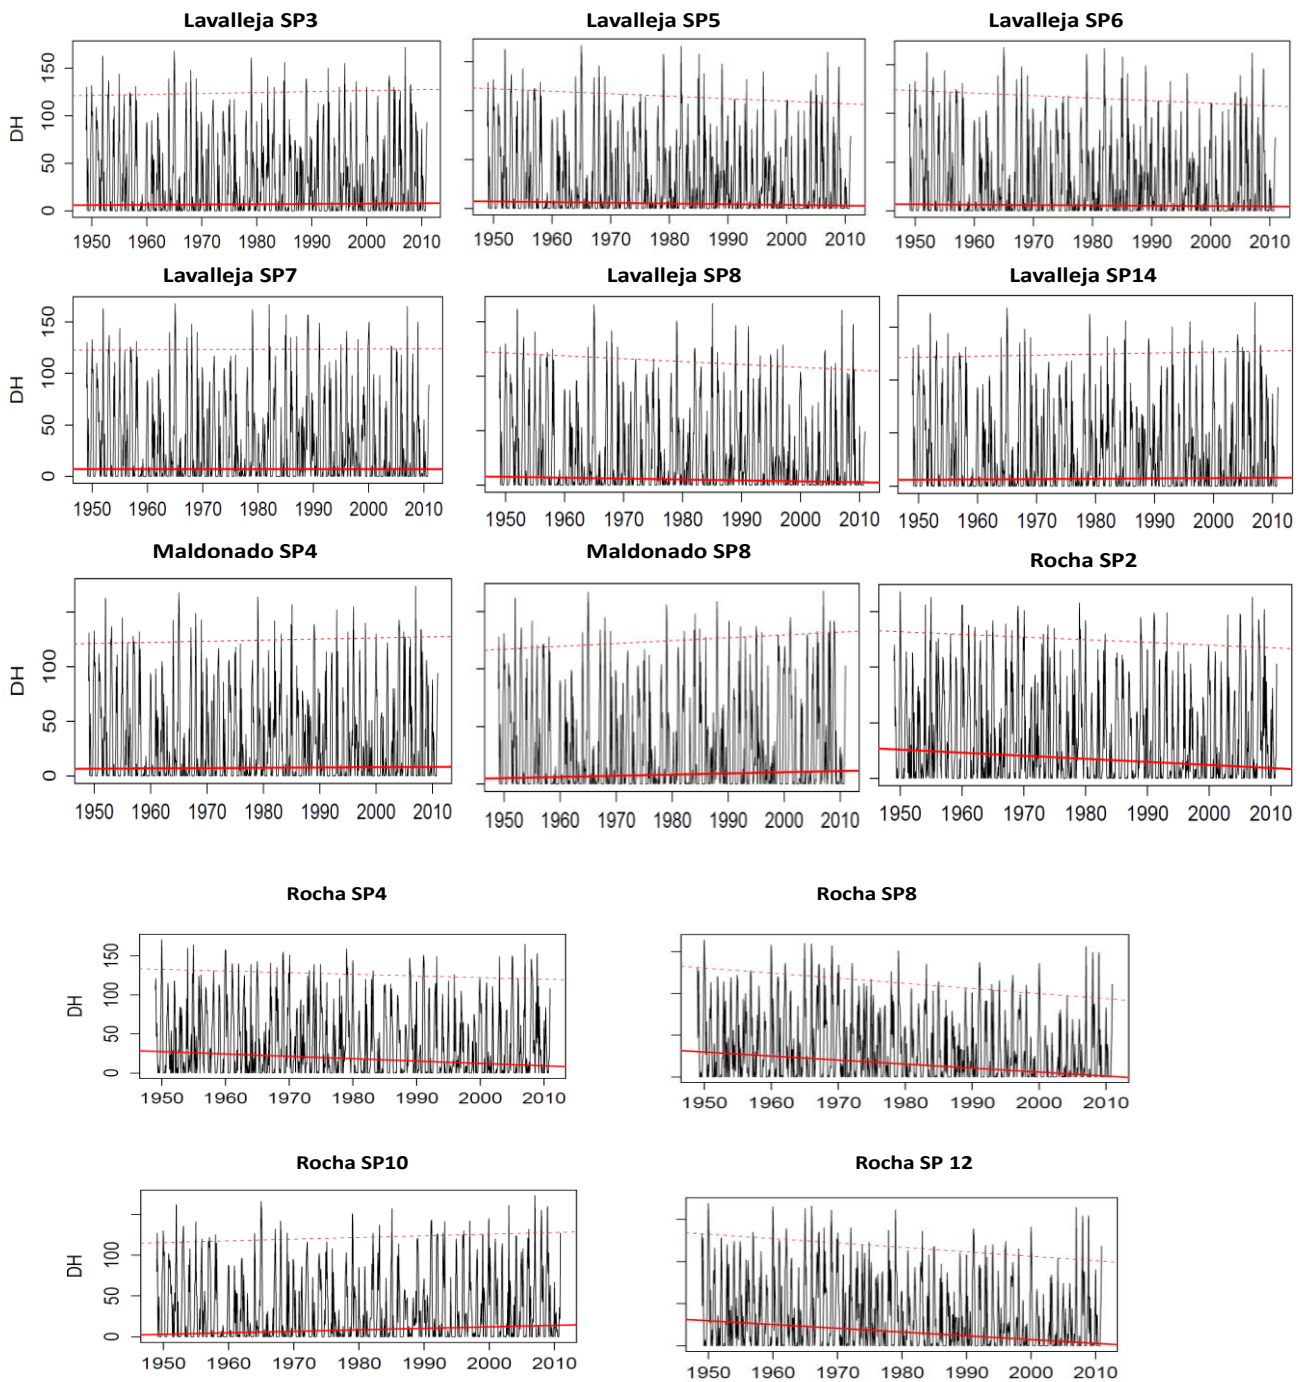 Lavalleja SP3
Lavalleja SP5
Lavalleja SP6
DH
150
100
50
0
1950 1960 1970 1980 1990 2000 2010
1950 1960 1970 1980 1990 2000 2010
1950 1960 1970 1980 1990 2000 2010
Lavalleja SP7
Lavalleja SP8
Lavalleja SP14
DH
150
100
50
0
1950 1960 1970 1980 1990 2000 2010
1950 1960 1970 1980 1990 2000 2010
1950 1960 1970 1980 1990 2000 2010
Maldonado SP4
Maldonado SP8
Rocha SP2
DH
100
50
0
1950 1960 1970 1980 1990 2000 2010
1950 1960 1970 1980 1990 2000 2010
1950 1960 1970 1980 1990 2000 2010
Rocha SP4
Rocha SP8
DH
150
100
50
0
1950 1960 1970 1980 1990 2000 2010
1950 1960 1970 1980 1990 2000 2010
Rocha SP10
Rocha SP 12
DH
100
50
0
1950 1960 1970 1980 1990 2000 2010
1950 1960 1970 1980 1990 2000 2010